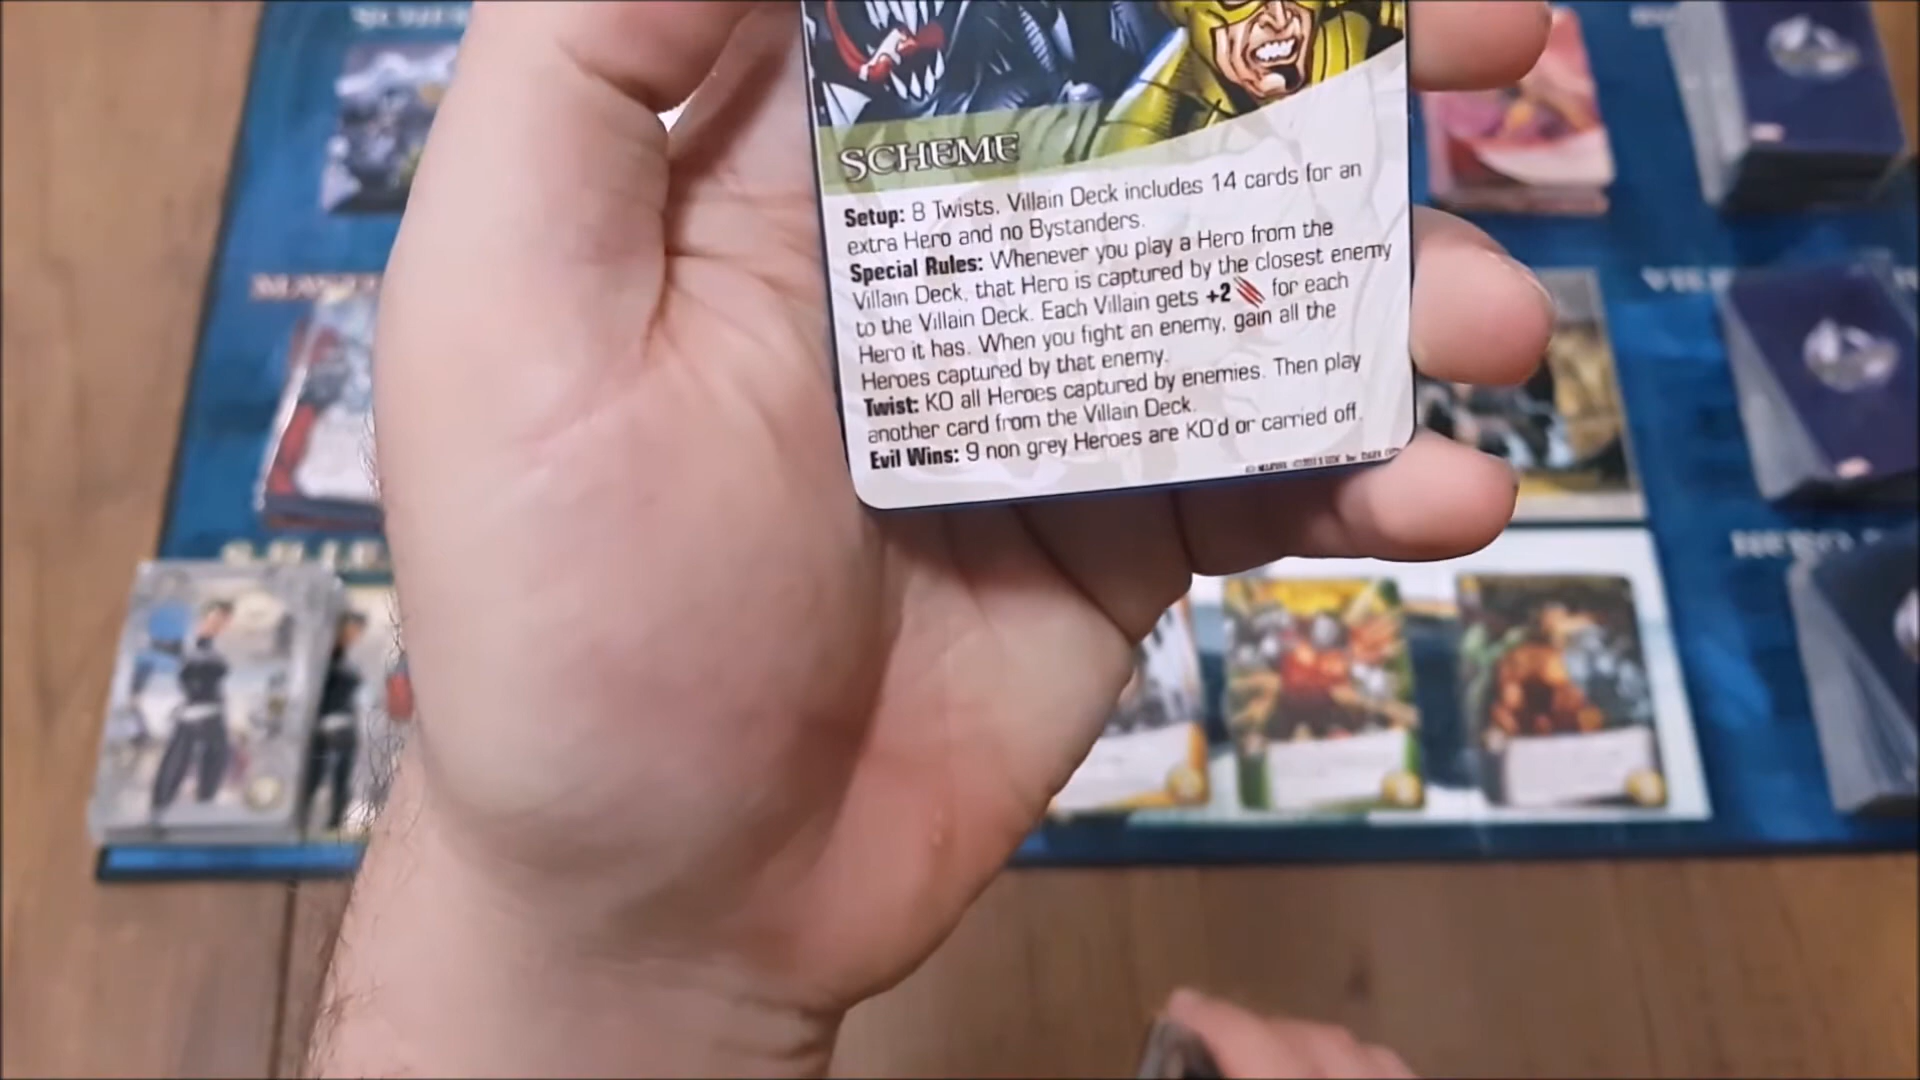 SCHEME
Setup: 8 Twists. Villain Deck includes 14 cards for an
extra Hero and no Bystanders.
Special Rules: Whenever you play a Hero from the
Villain Deck, that Hero is captured by the closest enemy
to the Villain Deck. Each Villain gets +2 for each
Hero it has. When you fight an enemy, gain all the
Heroes captured by that enemy.
Twist: KO all Heroes captured by enemies. Then play
another card from the Villain Deck.
Evil Wins: 9 non grey Heroes are KO'd or carried off.